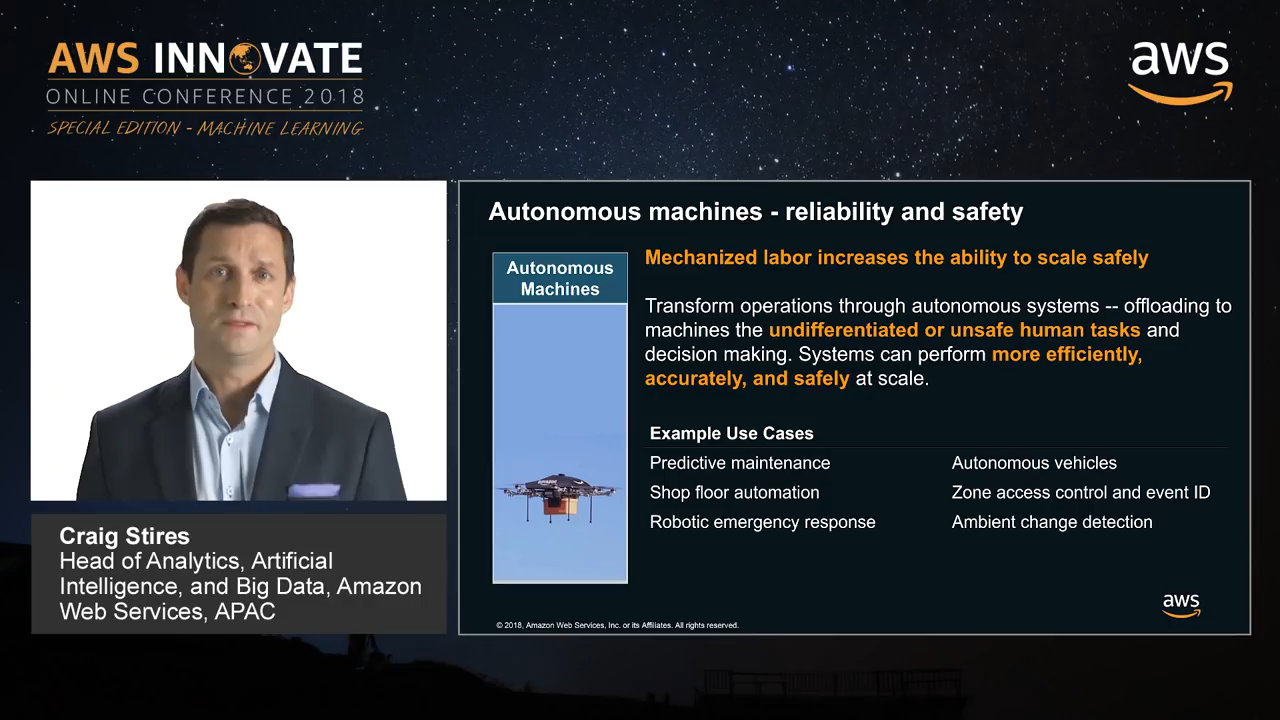 AWS INNOVATE
ONLINE CONFERENCE 2018
SPECIAL EDITION - MACHINE LEARNING
aws
Craig Stires
Head of Analytics, Artificial
Intelligence, and Big Data, Amazon
Web Services, APAC
Autonomous machines - reliability and safety
Autonomous
Machines
Mechanized labor increases the ability to scale safely
Transform operations through autonomous systems -- offloading to
machines the undifferentiated or unsafe human tasks and
decision making. Systems can perform more efficiently,
accurately, and safely at scale.
Example Use Cases
Predictive maintenance
Autonomous vehicles
Shop floor automation
Zone access control and event ID
Robotic emergency response
Ambient change detection
aws
© 2018, Amazon Web Services, Inc. or its Affiliates. All rights reserved.